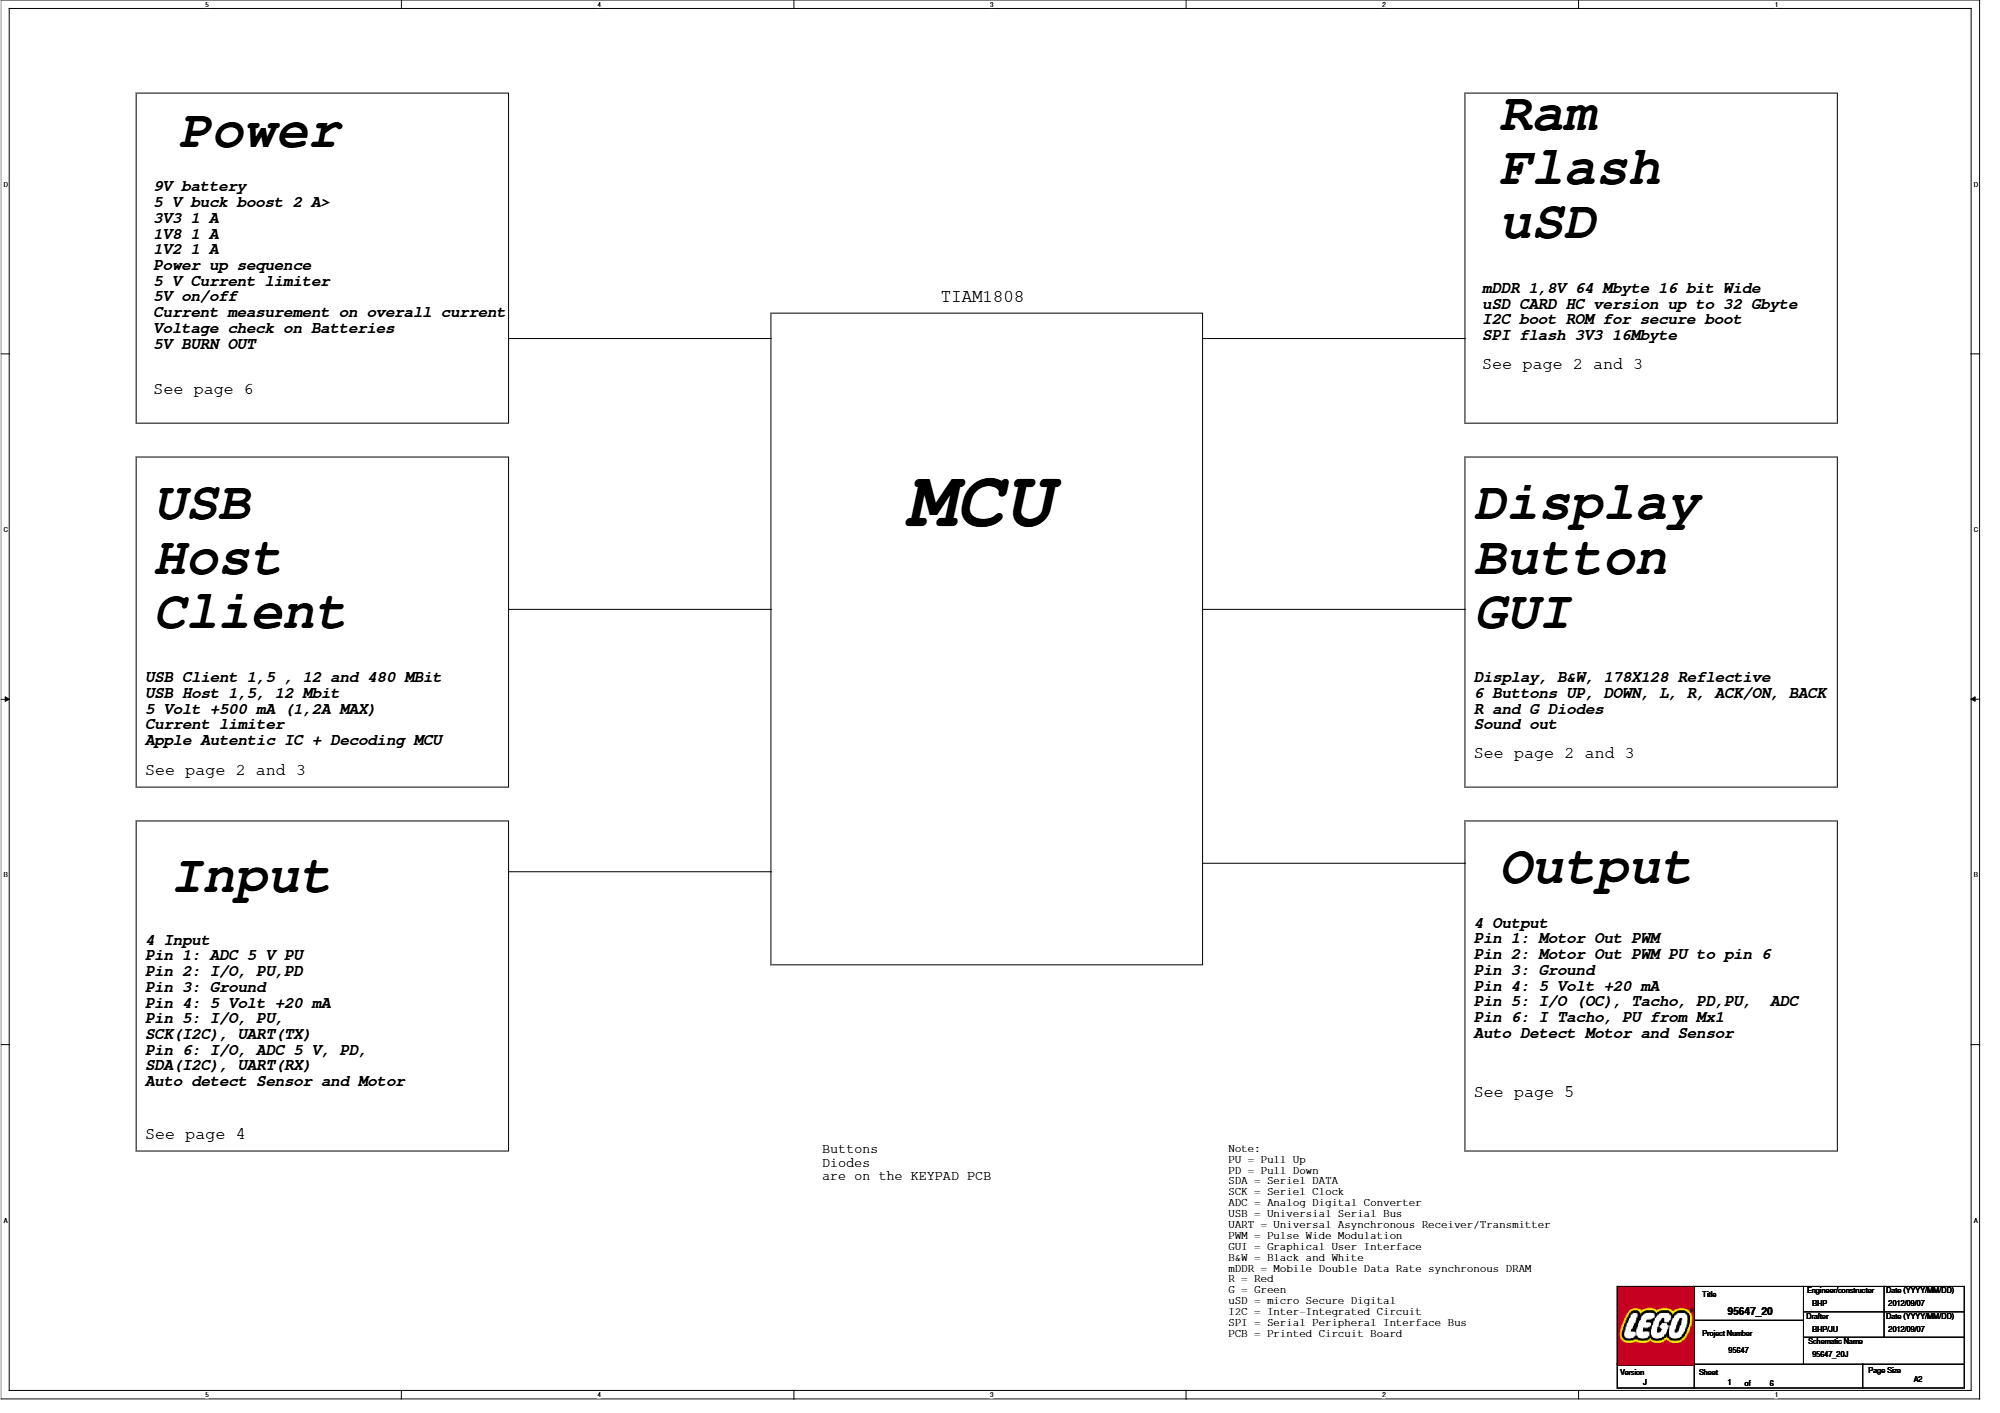 5 4 3 2 1
D D
C C
B B
A A
Power
9V battery
5 V buck boost 2 A>
3V3 1 A
1V8 1 A
1V2 1 A
Power up sequence
5 V Current limiter
5V on/off
Current measurement on overall current
Voltage check on Batteries
5V BURN OUT
See page 6
USB
Host
Client
USB Client 1,5 , 12 and 480 MBit
USB Host 1,5, 12 Mbit
5 Volt +500 mA (1,2A MAX)
Current limiter
Apple Autentic IC + Decoding MCU
See page 2 and 3
Input
4 Input
Pin 1: ADC 5 V PU
Pin 2: I/O, PU,PD
Pin 3: Ground
Pin 4: 5 Volt +20 mA
Pin 5: I/O, PU,
SCK(I2C), UART(TX)
Pin 6: I/O, ADC 5 V, PD,
SDA(I2C), UART(RX)
Auto detect Sensor and Motor
See page 4
TIAM1808
MCU
Ram
Flash
uSD
mDDR 1,8V 64 Mbyte 16 bit Wide
uSD CARD HC version up to 32 Gbyte
I2C boot ROM for secure boot
SPI flash 3V3 16Mbyte
See page 2 and 3
Display
Button
GUI
Display, B&W, 178X128 Reflective
6 Buttons UP, DOWN, L, R, ACK/ON, BACK
R and G Diodes
Sound out
See page 2 and 3
Output
4 Output
Pin 1: Motor Out PWM
Pin 2: Motor Out PWM PU to pin 6
Pin 3: Ground
Pin 4: 5 Volt +20 mA
Pin 5: I/O (OC), Tacho, PD,PU,  ADC
Pin 6: I Tacho, PU from Mx1
Auto Detect Motor and Sensor
See page 5
Buttons
Diodes
are on the KEYPAD PCB
Note:
PU = Pull Up
PD = Pull Down
SDA = Seriel DATA
SCK = Seriel Clock
ADC = Analog Digital Converter
USB = Universial Serial Bus
UART = Universal Asynchronous Receiver/Transmitter
PWM = Pulse Wide Modulation
GUI = Graphical User Interface
B&W = Black and White
mDDR = Mobile Double Data Rate synchronous DRAM
R = Red
G = Green
uSD = micro Secure Digital
I2C = Inter-Integrated Circuit
SPI = Serial Peripheral Interface Bus
PCB = Printed Circuit Board
LEGO
Title
95647_20
Project Number
95647
Engineer/constructer
BHP
Date (YYYY/MM/DD)
2012/09/07
Drafter
BHP/JU
Date (YYYY/MM/DD)
2012/09/07
Schematic Name
95647_20J
Version
J
Sheet
1 of 6
Page Size
A2
5 4 3 2 1